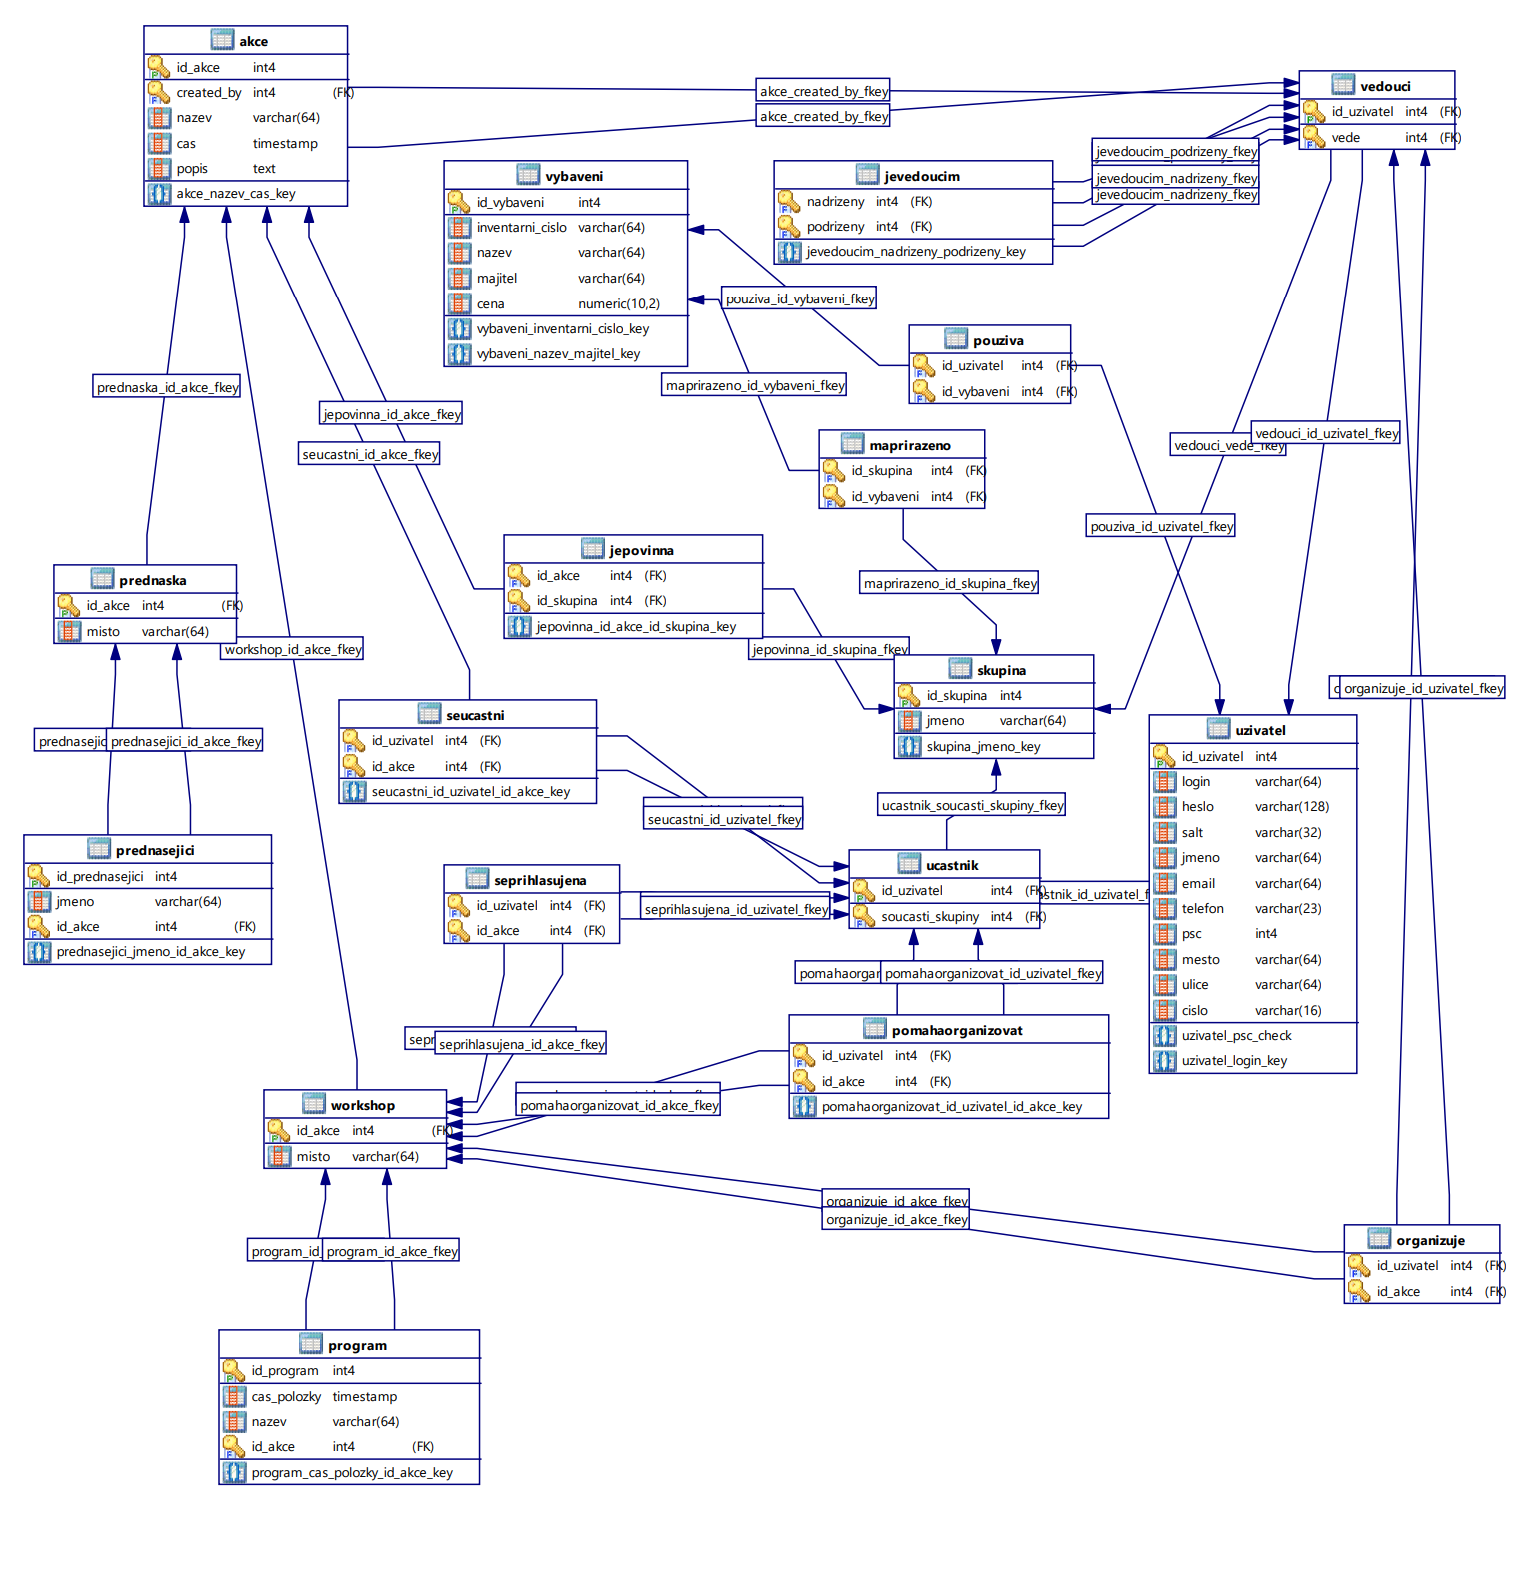 akce
id_akce int4
created_by int4 (FK)
nazev varchar(64)
cas timestamp
popis text
akce_nazev_cas_key
akce_created_by_fkey
akce_created_by_fkey
vedouci
id_uzivatel int4 (FK)
vede int4 (FK)
vybaveni
id_vybaveni int4
inventarni_cislo varchar(64)
nazev varchar(64)
majitel varchar(64)
cena numeric(10,2)
vybaveni_inventarni_cislo_key
vybaveni_nazev_majitel_key
jevedoucim
nadrizeny int4 (FK)
podrizeny int4 (FK)
jevedoucim_nadrizeny_podrizeny_key
jevedoucim_podrizeny_fkey
jevedoucim_nadrizeny_fkey
jevedoucim_nadrizeny_fkey
pouziva_id_vybaveni_fkey
pouziva
id_uzivatel int4 (FK)
id_vybaveni int4 (FK)
prednaska_id_akce_fkey
maprirazeno_id_vybaveni_fkey
jepovinna_id_akce_fkey
seucastni_id_akce_fkey
maprirazeno
id_skupina int4 (FK)
id_vybaveni int4 (FK)
vedouci_vede_fkey
vedouci_id_uzivatel_fkey
pouziva_id_uzivatel_fkey
jepovinna
id_akce int4 (FK)
id_skupina int4 (FK)
jepovinna_id_akce_id_skupina_key
maprirazeno_id_skupina_fkey
prednaska
id_akce int4 (FK)
misto varchar(64)
workshop_id_akce_fkey
jepovinna_id_skupina_fkey
skupina
id_skupina int4
jmeno varchar(64)
skupina_jmeno_key
organizuje_id_uzivatel_fkey
seucastni
id_uzivatel int4 (FK)
id_akce int4 (FK)
seucastni_id_uzivatel_id_akce_key
prednasejic
prednasejici_id_akce_fkey
uzivatel
id_uzivatel int4
login varchar(64)
heslo varchar(128)
salt varchar(32)
jmeno varchar(64)
email varchar(64)
telefon varchar(23)
psc int4
mesto varchar(64)
ulice varchar(64)
cislo varchar(16)
uzivatel_psc_check
uzivatel_login_key
seucastni_id_uzivatel_fkey
ucastnik_soucasti_skupiny_fkey
prednasejici
id_prednasejici int4
jmeno varchar(64)
id_akce int4 (FK)
prednasejici_jmeno_id_akce_key
seprihlasujena
id_uzivatel int4 (FK)
id_akce int4 (FK)
seprihlasujena_id_uzivatel_fkey
ucastnik
id_uzivatel int4 (FK)
soucasti_skupiny int4 (FK)
stnik_id_uzivatel_f
pomahaorgar
pomahaorganizovat_id_uzivatel_fkey
pomahaorganizovat
id_uzivatel int4 (FK)
id_akce int4 (FK)
pomahaorganizovat_id_uzivatel_id_akce_key
sepr
seprihlasujena_id_akce_fkey
pomahaorganizovat_id_akce_fkey
workshop
id_akce int4 (FK)
misto varchar(64)
organizuje_id_akce_fkey
organizuje_id_akce_fkey
organizuje
id_uzivatel int4 (FK)
id_akce int4 (FK)
program_id_
program_id_akce_fkey
program
id_program int4
cas_polozky timestamp
nazev varchar(64)
id_akce int4 (FK)
program_cas_polozky_id_akce_key